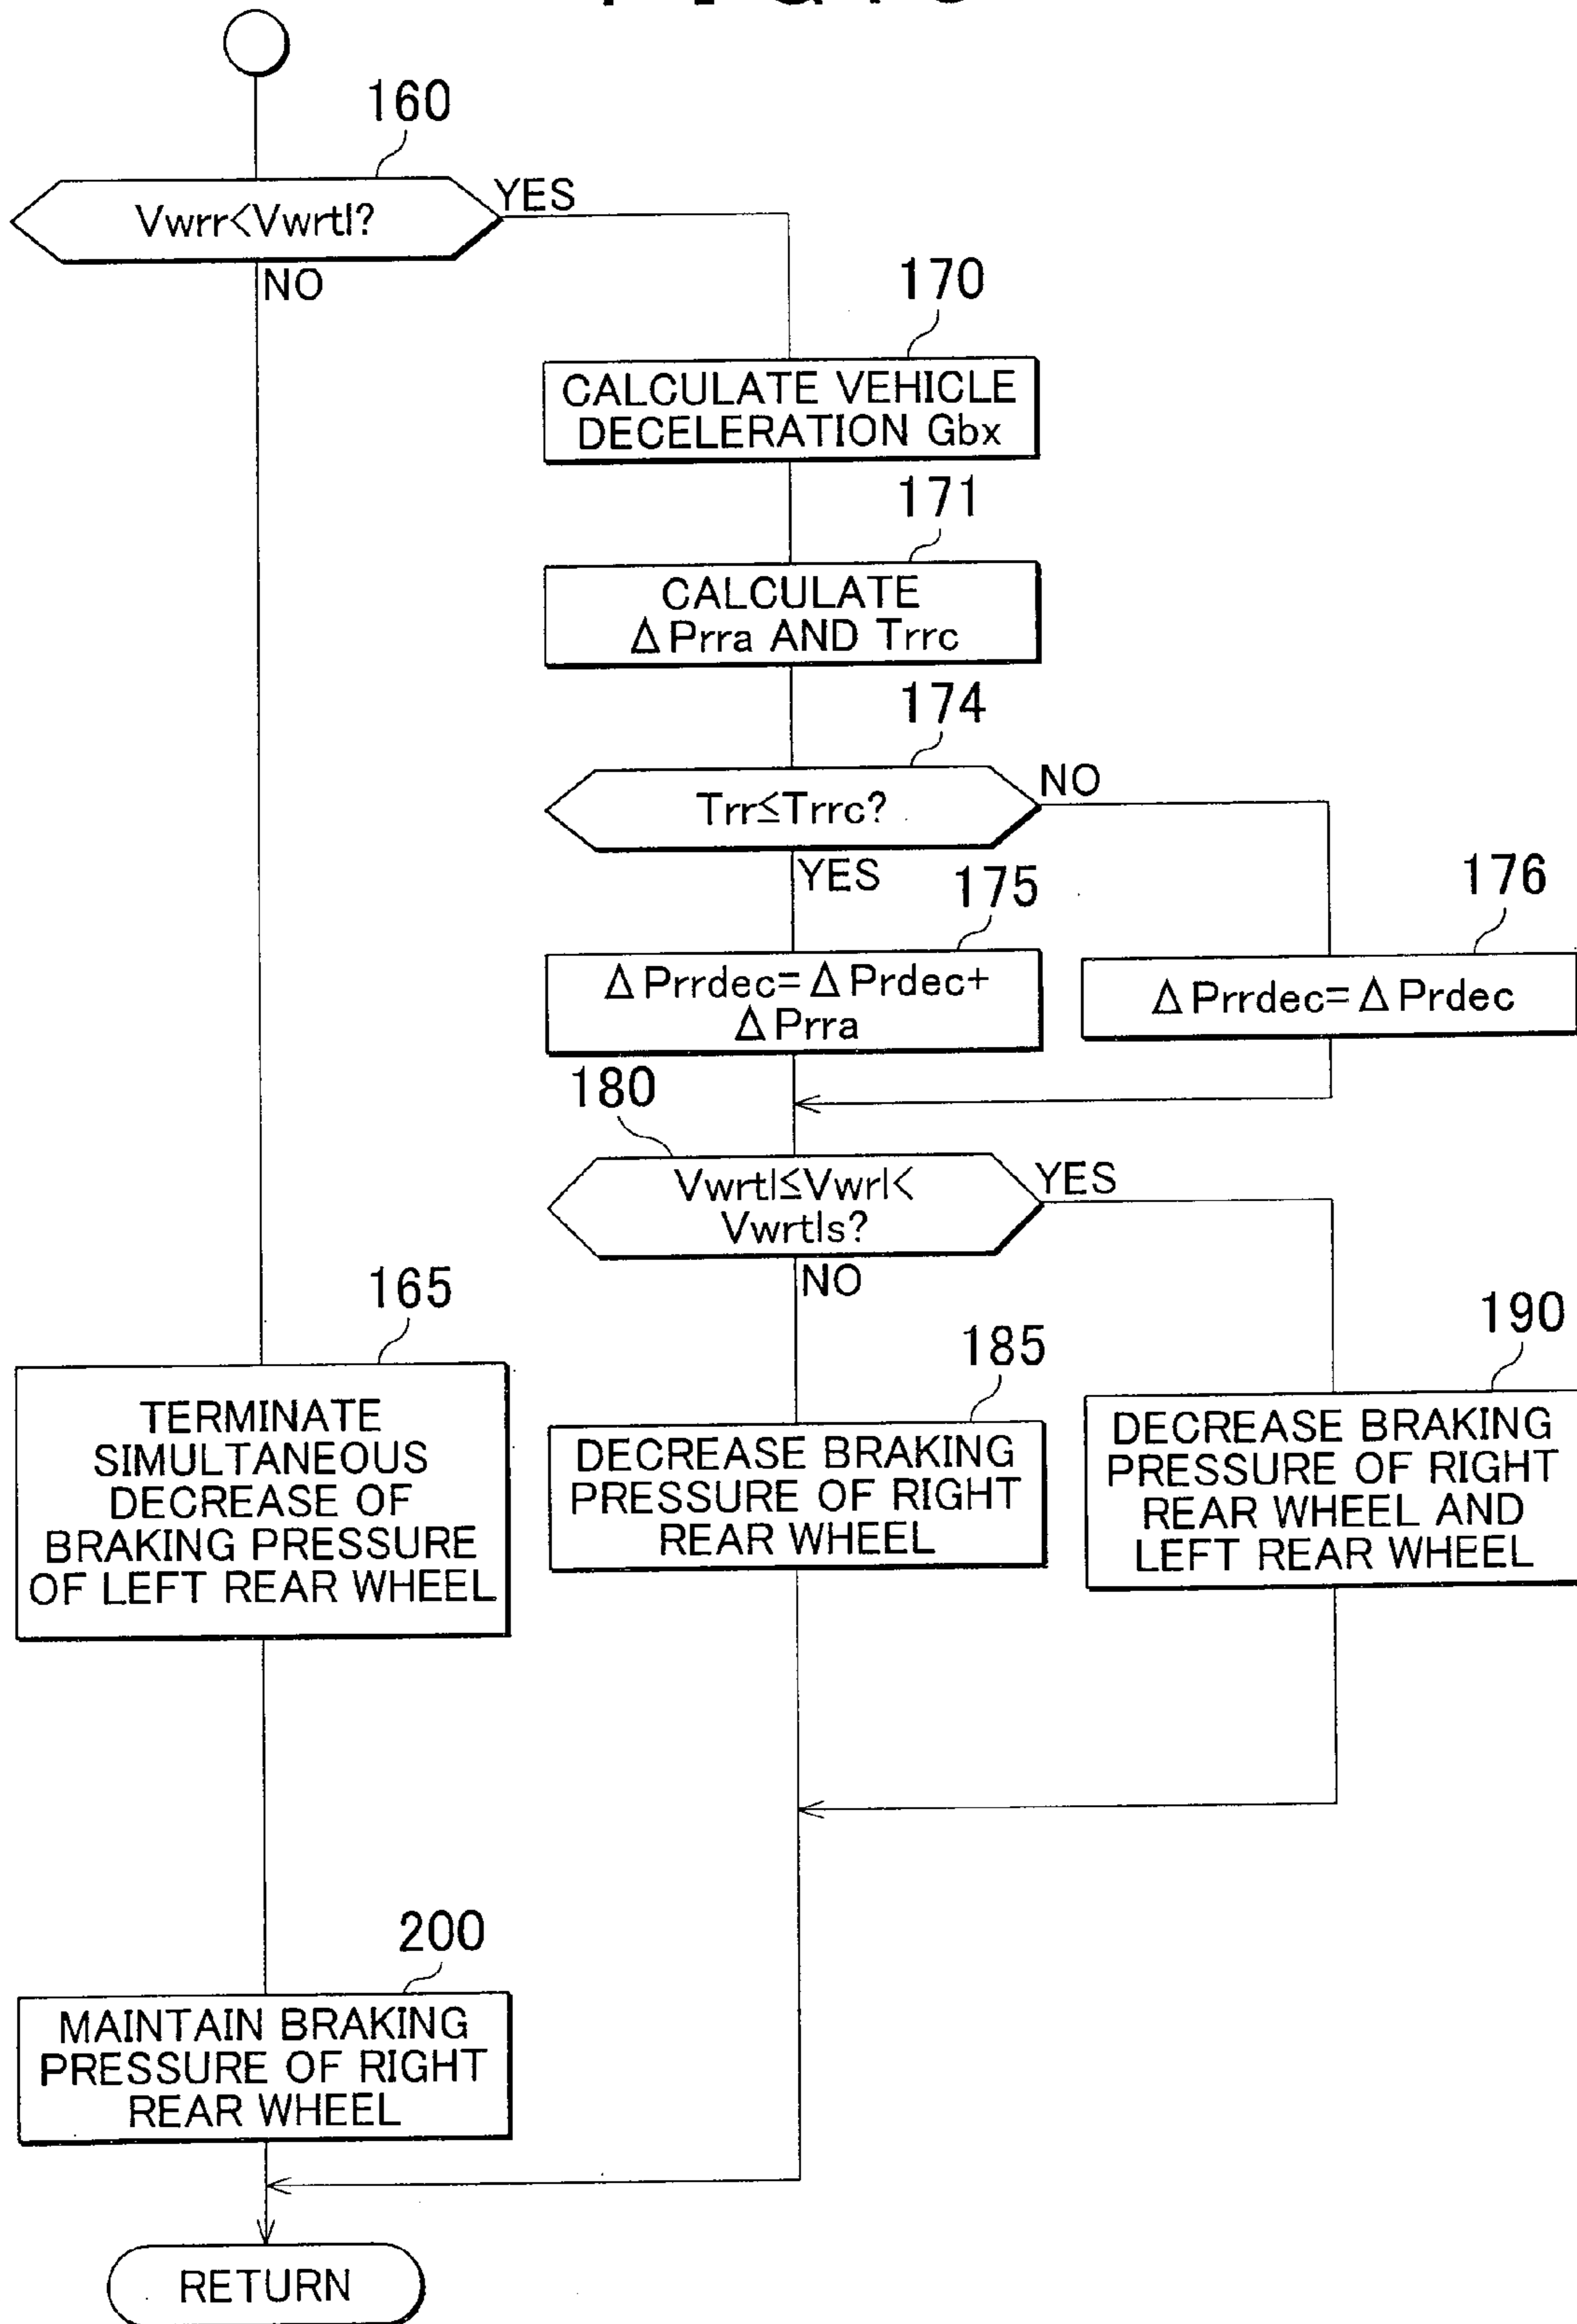 160
Vwrr<Vwrtl?
YES
NO
170
CALCULATE VEHICLE
DECELERATION Gbx
171
CALCULATE
ΔPrra AND Trrc
174
Trr≦Trrc?
NO
YES
175
ΔPrrdec=ΔPrdec+
ΔPrra
176
ΔPrrdec=ΔPrdec
180
Vwrtl≤Vwrl<
Vwrtls?
YES
NO
165
TERMINATE
SIMULTANEOUS
DECREASE OF
BRAKING PRESSURE
OF LEFT REAR WHEEL
185
DECREASE BRAKING
PRESSURE OF RIGHT
REAR WHEEL
190
DECREASE BRAKING
PRESSURE OF RIGHT
REAR WHEEL AND
LEFT REAR WHEEL
200
MAINTAIN BRAKING
PRESSURE OF RIGHT
REAR WHEEL
RETURN